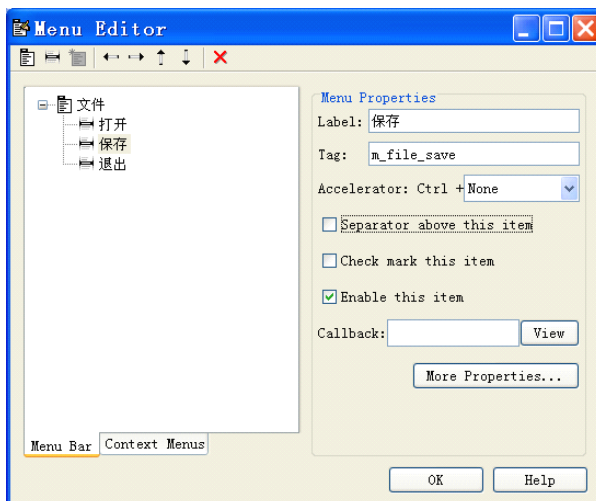 Menu Editor
文件
打开
保存
退出
Menu Bar
Context Menus
Menu Properties
Label: 保存
Tag: m_file_save
Accelerator: Ctrl + None
Separator above this item
Check mark this item
Enable this item
Callback: View
More Properties...
OK
Help